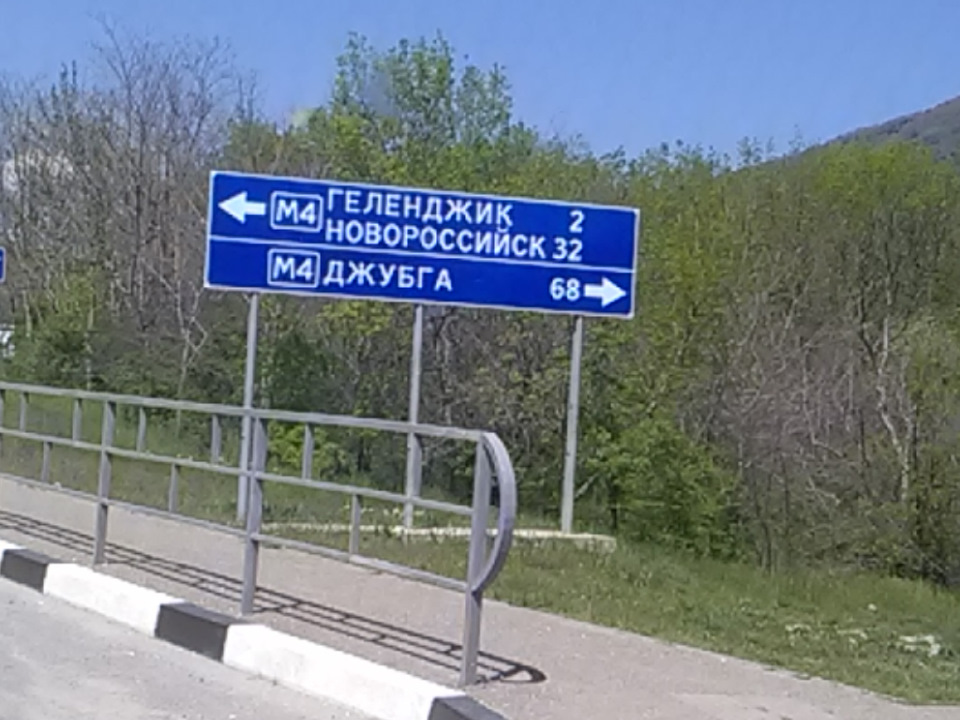 М4 ГЕЛЕНДЖИК 2
НОВОРОССИЙСК 32
М4 ДЖУБГА 68